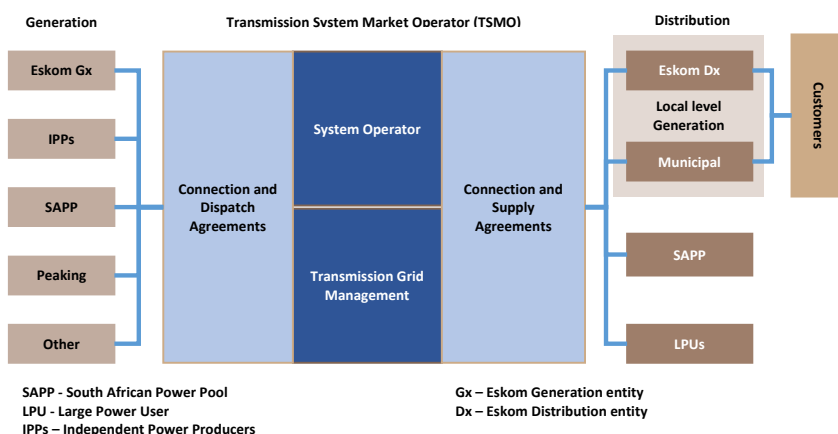 Generation
Transmission System Market Operator (TSMO)
Distribution
Eskom Gx
IPPs
SAPP
Peaking
Other
Connection and
Dispatch
Agreements
System Operator
Transmission Grid
Management
Connection and
Supply
Agreements
Eskom Dx
Local level
Generation
Municipal
SAPP
LPUs
Customers
SAPP - South African Power Pool
LPU - Large Power User
IPPs – Independent Power Producers
Gx – Eskom Generation entity
Dx – Eskom Distribution entity